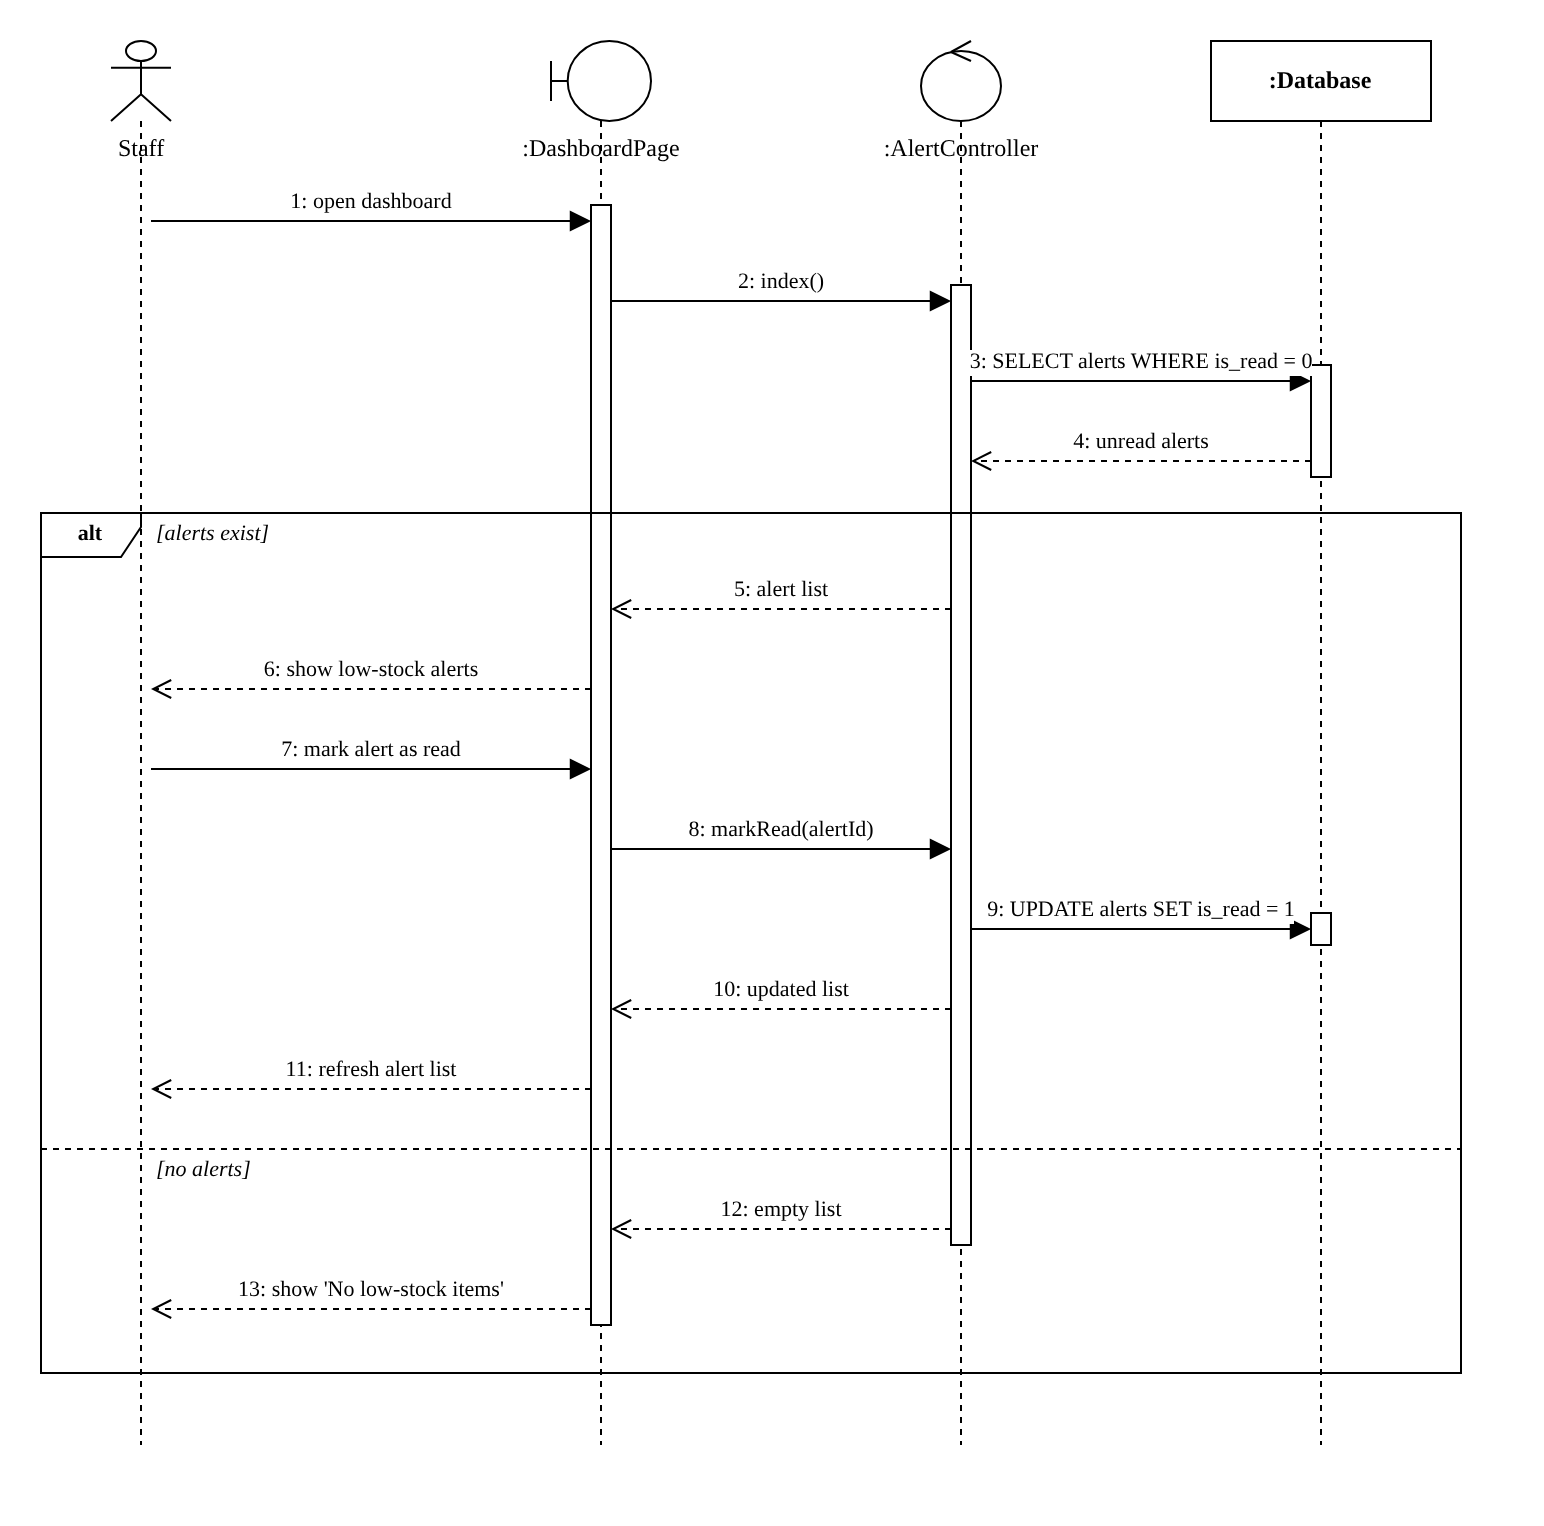 Staff
:DashboardPage
:AlertController
:Database
1: open dashboard
2: index()
3: SELECT alerts WHERE is_read = 0
4: unread alerts
alt
[alerts exist]
5: alert list
6: show low-stock alerts
7: mark alert as read
8: markRead(alertId)
9: UPDATE alerts SET is_read = 1
10: updated list
11: refresh alert list
[no alerts]
12: empty list
13: show 'No low-stock items'